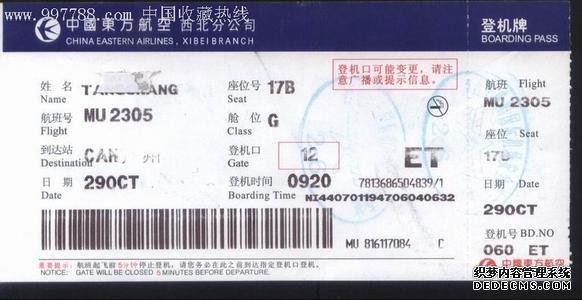 www.997788.com 中国收藏热线
中國東方航空 西北分公司
CHINA EASTERN AIRLINES, XIBEIBRANCH
登机牌
BOARDING PASS
登机口可能变更，请注
意广播或提示信息。
姓名
Name
座位号 17B
Seat
航班 Flight
MU 2305
航班号 MU 2305
Flight
舱位 G
Class
座位
Seat
17B
到达站 CAN 州
Destination
登机口 12
Gate
ET
日期 29OCT
Date
登机时间 0920
Boarding Time
7813686504839/1
NI440701194706040632
日期
Date
29OCT
MU 816117084 C
登机号 BD.NO
060 ET
重要提示：航班起飞前5分钟停止登机，请您务必在此之前到达指定登机口登机。
NOTICE: GATE WILL BE CLOSED 5 MINUTES BEFORE DEPARTURE.
中國東方航空
织梦内容管理系统
DEDECMS.COM